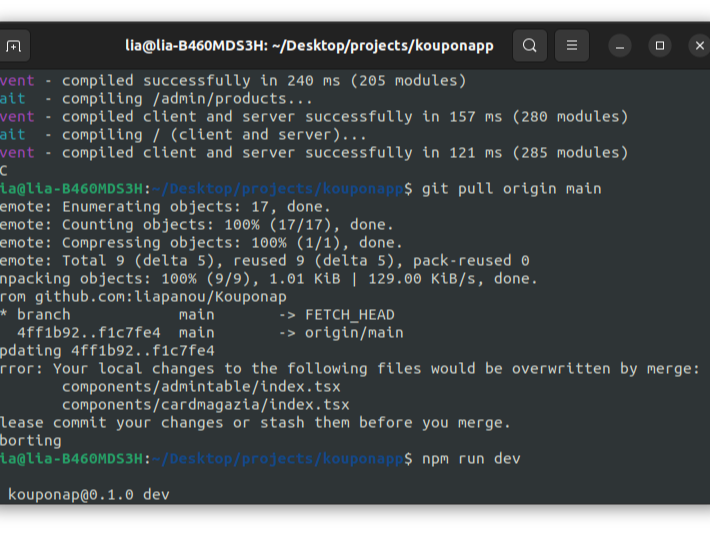 lia@lia-B460MDS3H: ~/Desktop/projects/kouponapp
vent - compiled successfully in 240 ms (205 modules)
ait  - compiling /admin/products...
vent - compiled client and server successfully in 157 ms (280 modules)
ait  - compiling / (client and server)...
vent - compiled client and server successfully in 121 ms (285 modules)
C
ia@lia-B460MDS3H:~/Desktop/projects/kouponapp$ git pull origin main
emote: Enumerating objects: 17, done.
emote: Counting objects: 100% (17/17), done.
emote: Compressing objects: 100% (1/1), done.
emote: Total 9 (delta 5), reused 9 (delta 5), pack-reused 0
npacking objects: 100% (9/9), 1.01 KiB | 129.00 KiB/s, done.
rom github.com:liapanou/Kouponap
* branch            main       -> FETCH_HEAD
  4ff1b92..f1c7fe4  main       -> origin/main
pdating 4ff1b92..f1c7fe4
rror: Your local changes to the following files would be overwritten by merge:
       components/admintable/index.tsx
       components/cardmagazia/index.tsx
lease commit your changes or stash them before you merge.
borting
ia@lia-B460MDS3H:~/Desktop/projects/kouponapp$ npm run dev
kouponap@0.1.0 dev